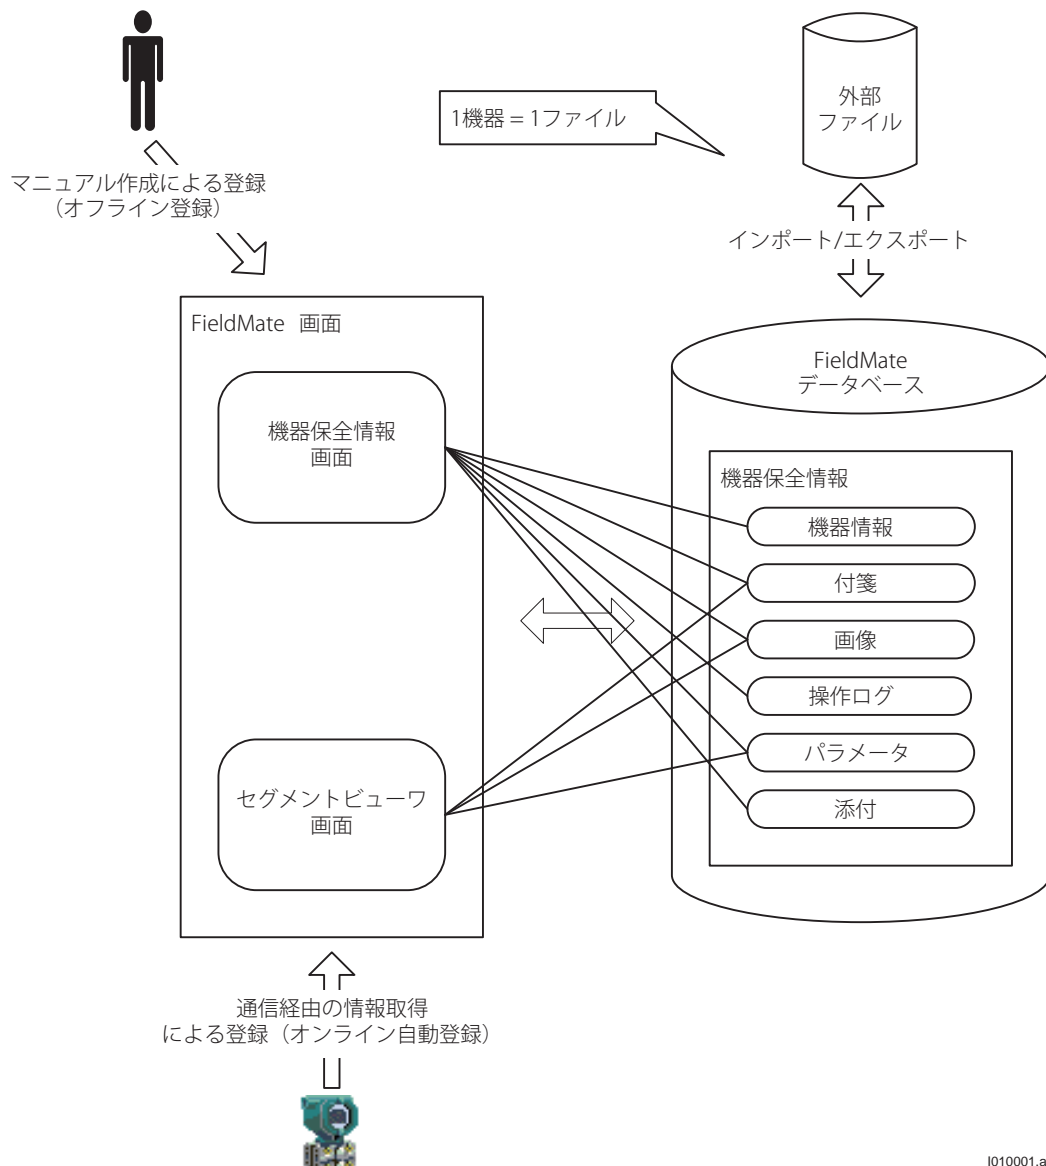 1機器 = 1ファイル
外部
ファイル
マニュアル作成による登録
（オフライン登録）
インポート/エクスポート
FieldMate 画面
機器保全情報
画面
セグメントビューワ
画面
FieldMate
データベース
機器保全情報
機器情報
付箋
画像
操作ログ
パラメータ
添付
通信経由の情報取得
による登録（オンライン自動登録）
I010001.a